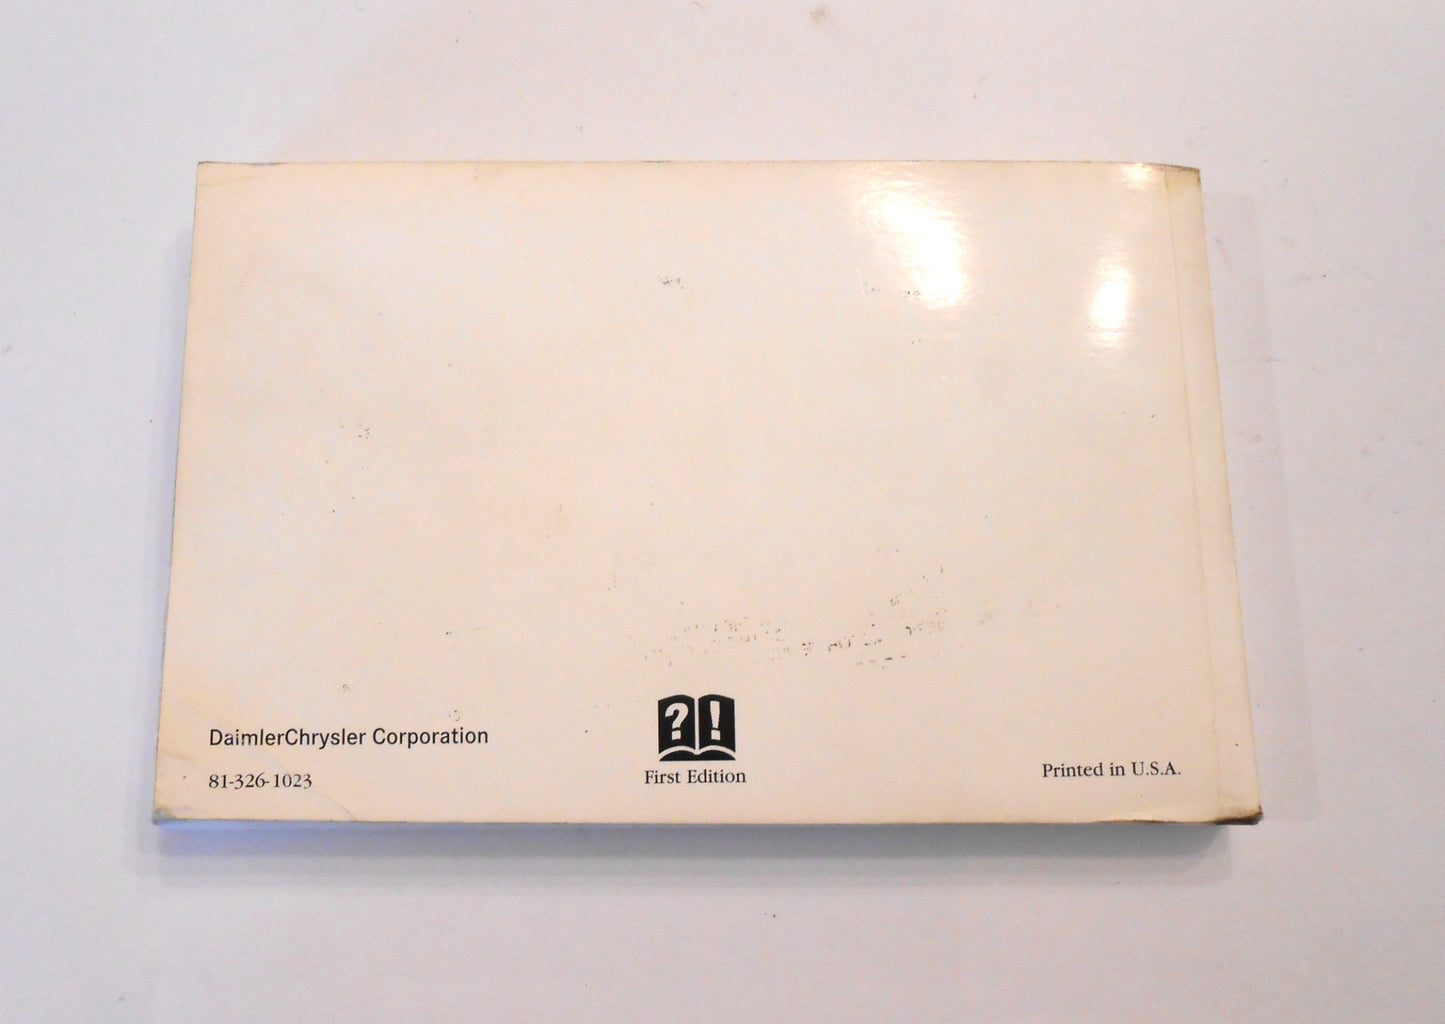 DaimlerChrysler Corporation
81-326-1023
?!
First Edition
Printed in U.S.A.